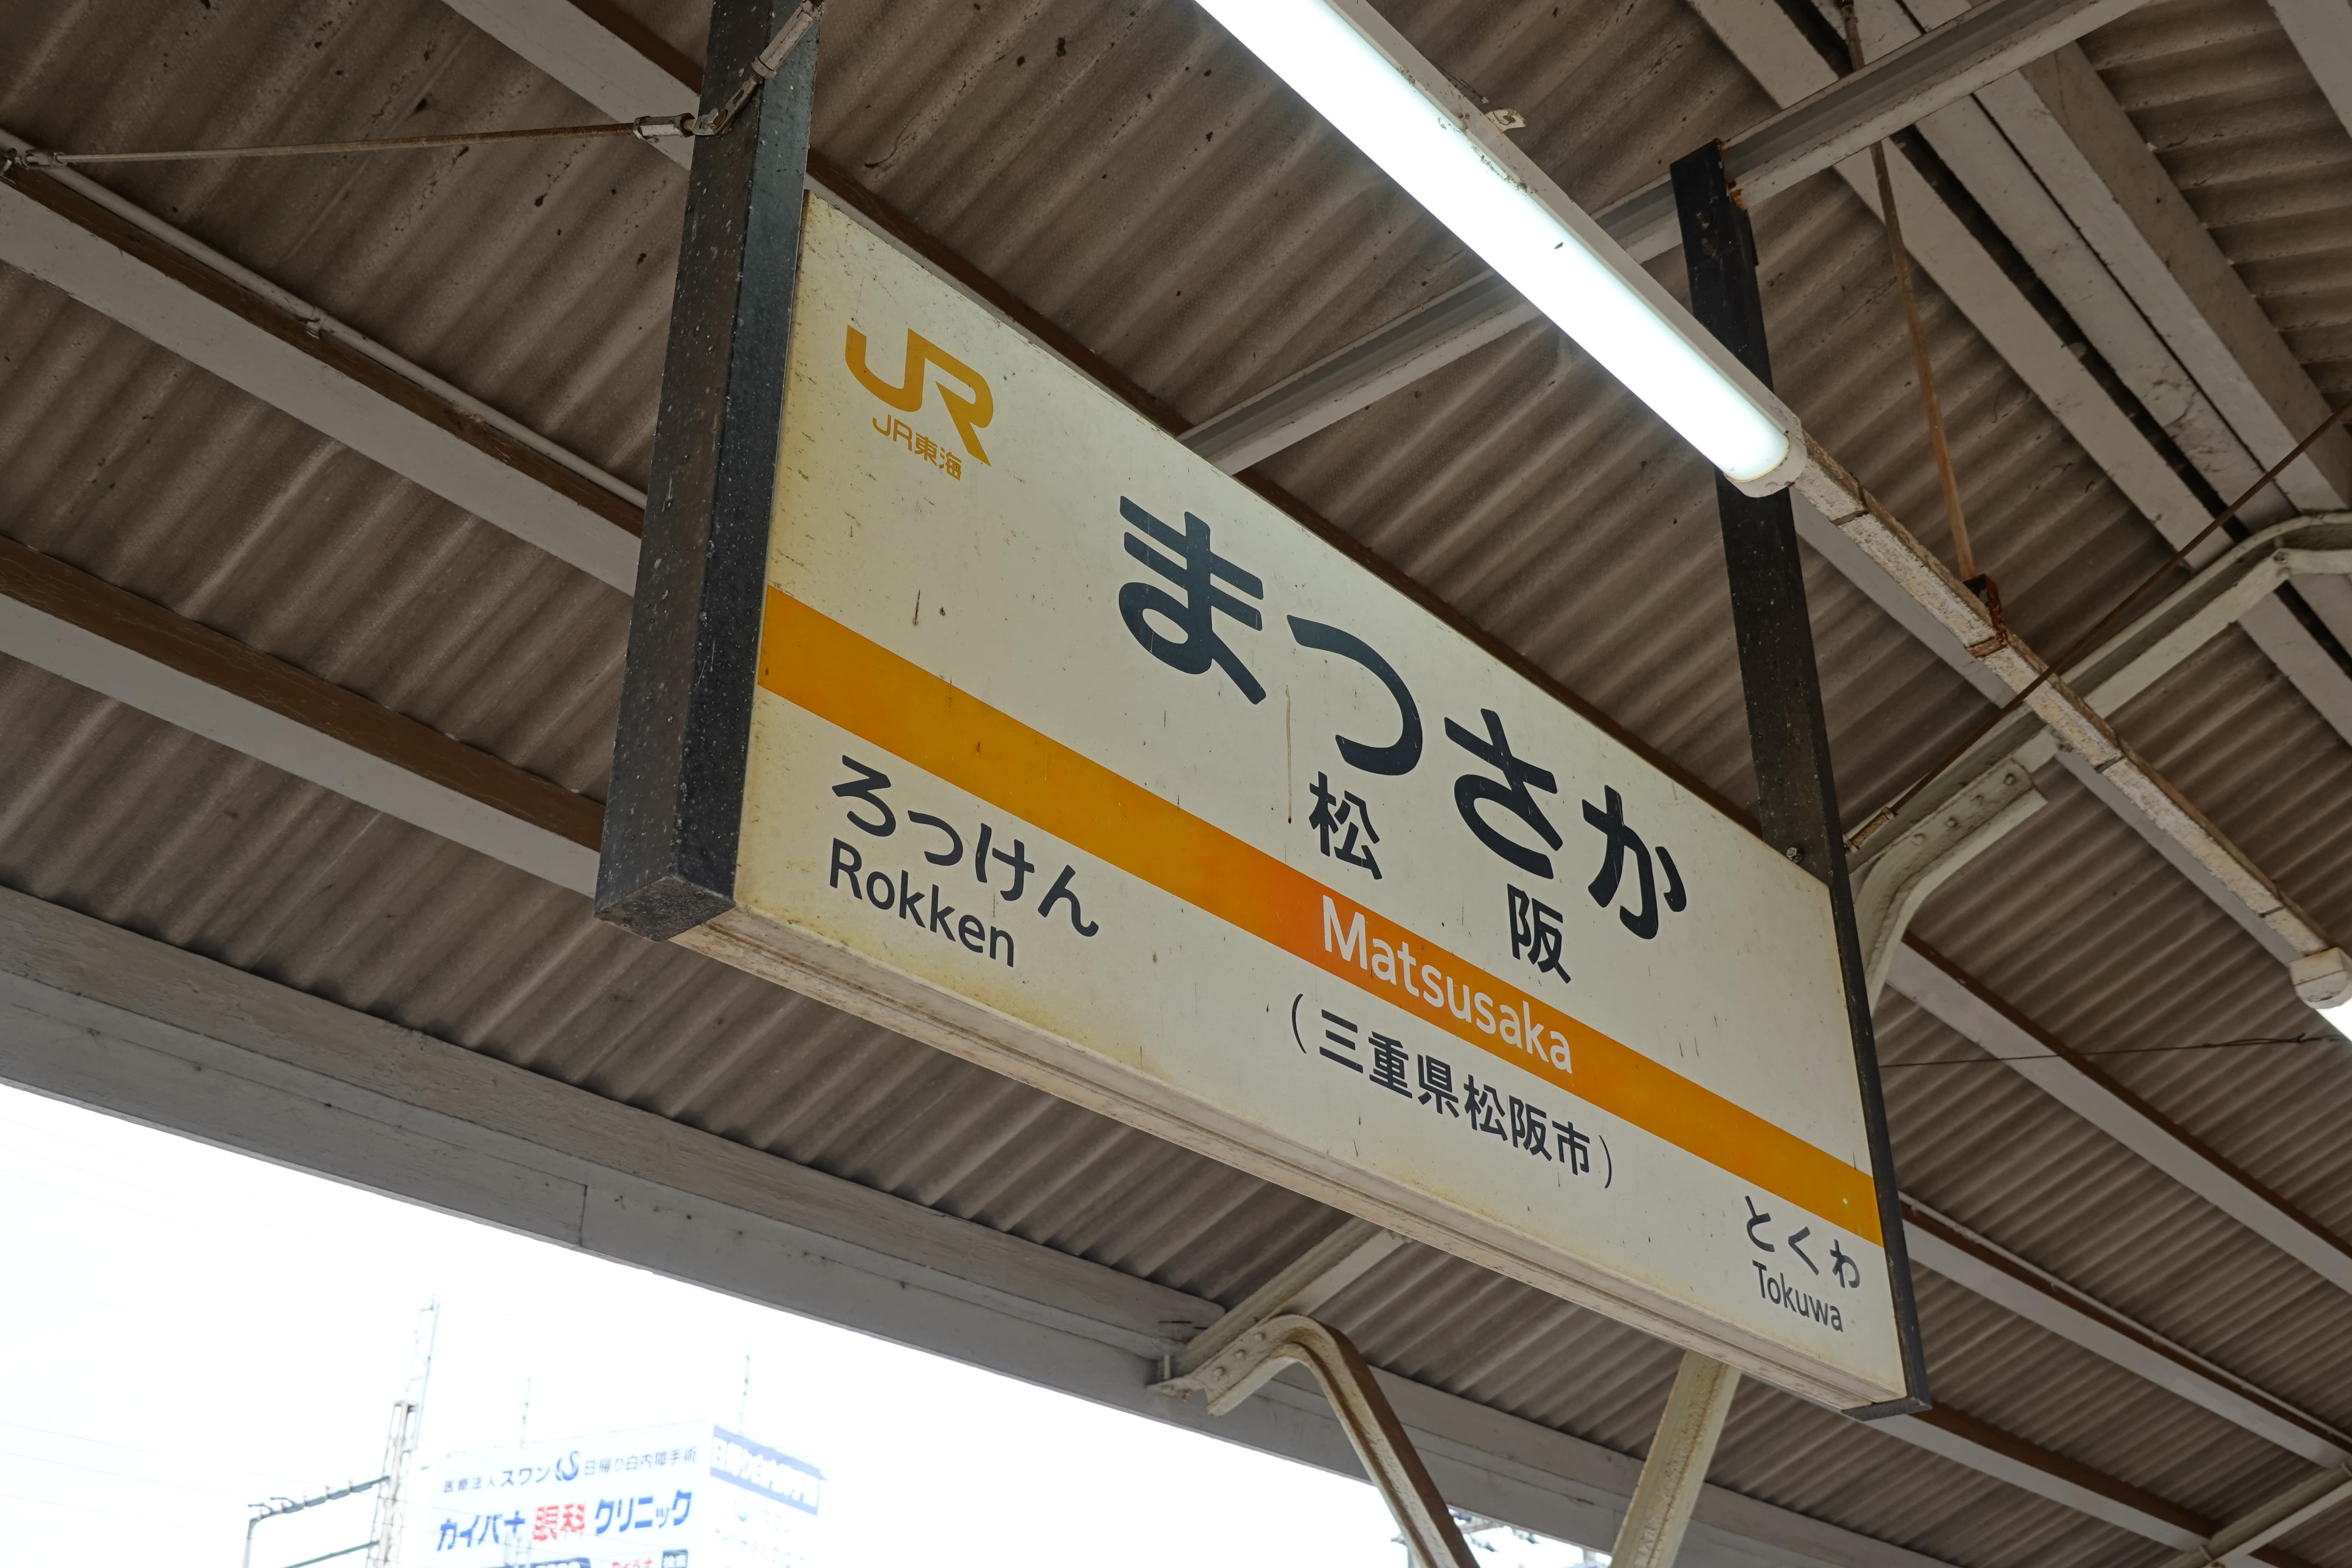 JR
JR東海
まつさか
松阪
Matsusaka
ろっけん
Rokken
(三重県松阪市)
とくわ
Tokuwa
医療法人スワン 日帰り白内障手術
カイバナ眼科クリニック